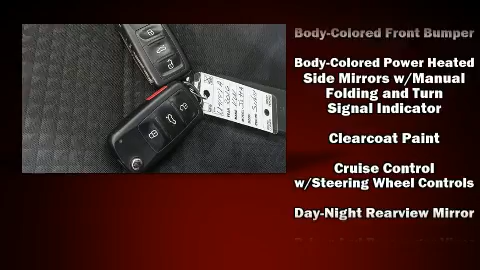 Body-Colored Front Bumper
Body-Colored Power Heated
Side Mirrors w/Manual
Folding and Turn
Signal Indicator
Clearcoat Paint
Cruise Control
w/Steering Wheel Controls
Day-Night Rearview Mirror